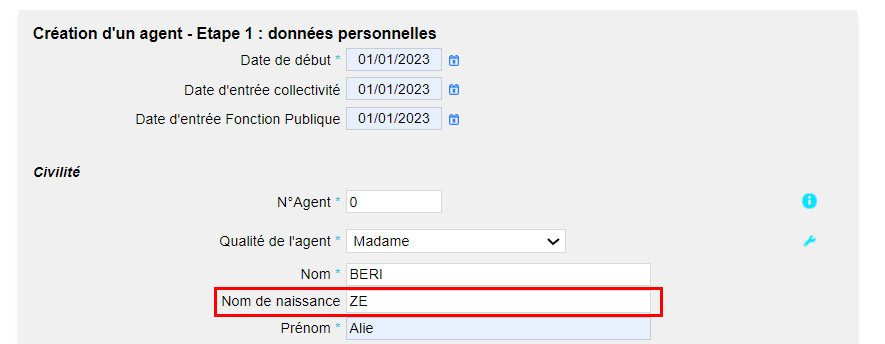 Création d'un agent - Etape 1 : données personnelles
Date de début * 01/01/2023
Date d'entrée collectivité 01/01/2023
Date d'entrée Fonction Publique 01/01/2023
Civilité
N°Agent * 0
Qualité de l'agent * Madame
Nom * BERI
Nom de naissance ZE
Prénom * Alie